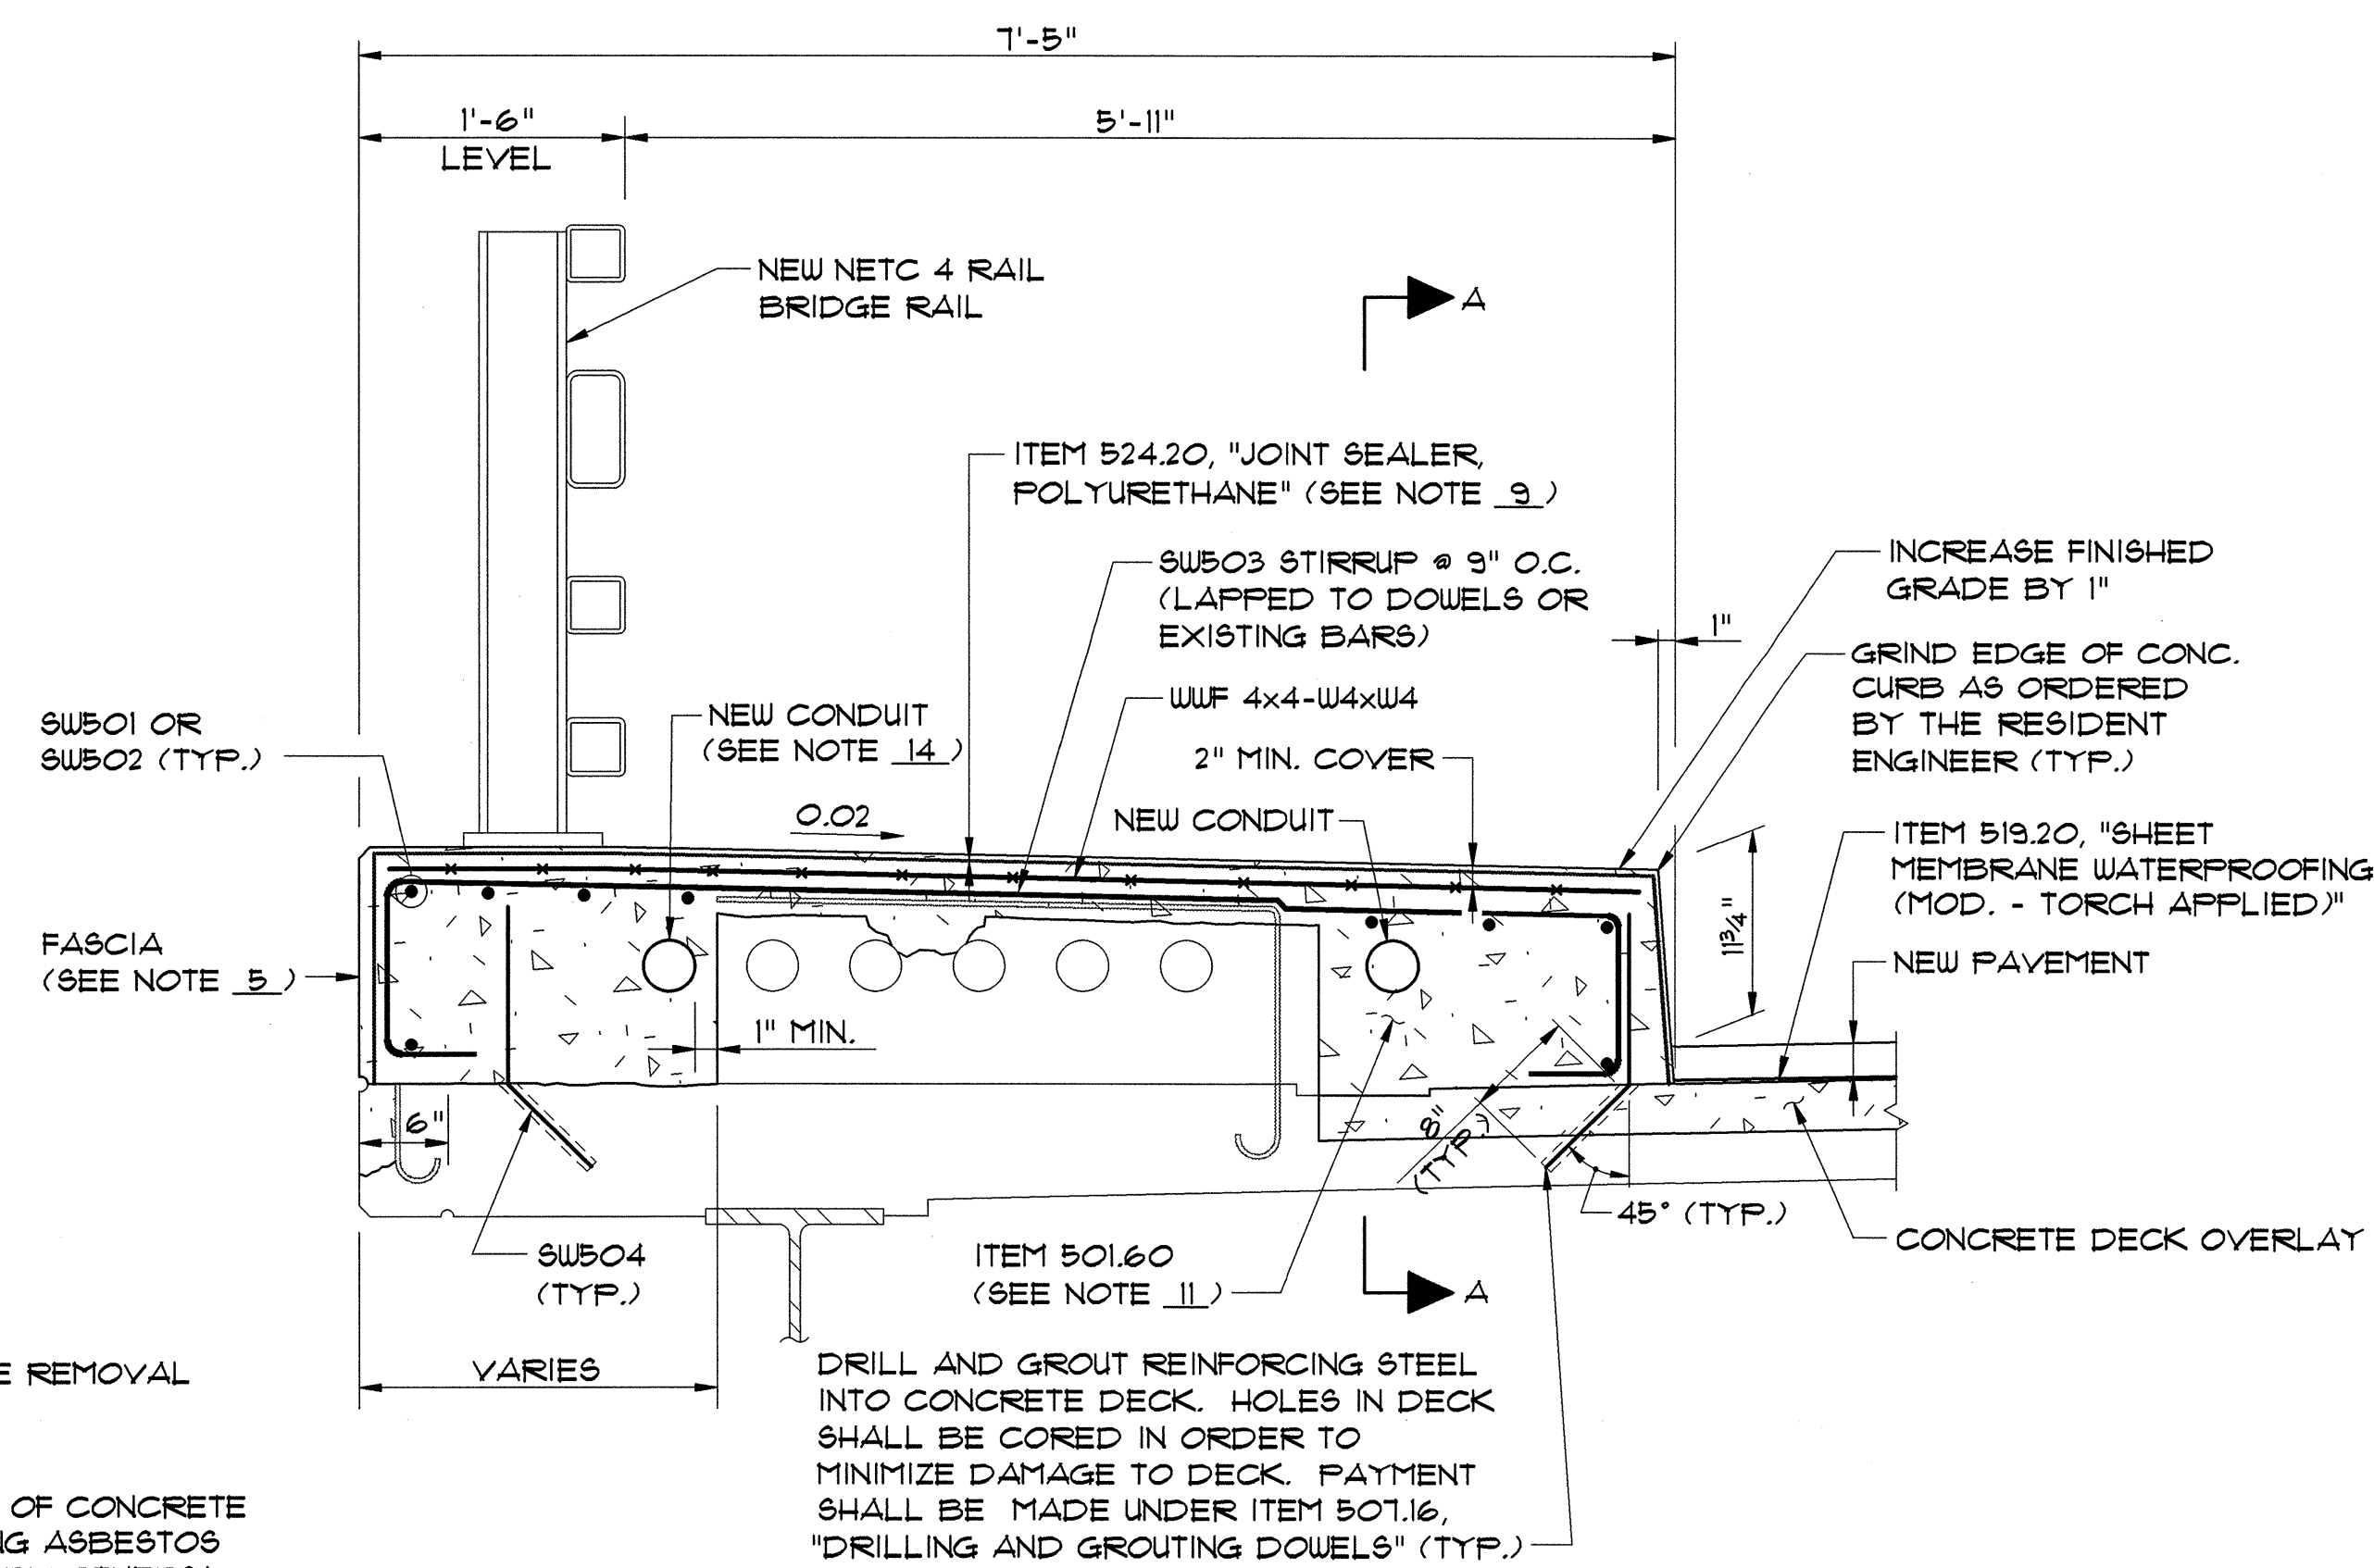 7'-5"
1'-6"
LEVEL
5'-11"
NEW NETC 4 RAIL
BRIDGE RAIL
A
ITEM 524.20, "JOINT SEALER,
POLYURETHANE" (SEE NOTE 9)
SW503 STIRRUP @ 9" O.C.
(LAPPED TO DOWELS OR
EXISTING BARS)
INCREASE FINISHED
GRADE BY 1"
1"
GRIND EDGE OF CONC.
CURB AS ORDERED
BY THE RESIDENT
ENGINEER (TYP.)
WWF 4x4-W4xW4
SW501 OR
SW502 (TYP.)
NEW CONDUIT
(SEE NOTE 14)
2" MIN. COVER
0.02
NEW CONDUIT
ITEM 519.20, "SHEET
MEMBRANE WATERPROOFING
(MOD. - TORCH APPLIED)"
11¾"
FASCIA
(SEE NOTE 5)
NEW PAVEMENT
1" MIN.
6"
8"
(TYP.)
45° (TYP.)
CONCRETE DECK OVERLAY
SW504
(TYP.)
ITEM 501.60
(SEE NOTE 11)
A
VARIES
DRILL AND GROUT REINFORCING STEEL
INTO CONCRETE DECK. HOLES IN DECK
SHALL BE CORED IN ORDER TO
MINIMIZE DAMAGE TO DECK. PAYMENT
SHALL BE MADE UNDER ITEM 507.16,
"DRILLING AND GROUTING DOWELS" (TYP.)
E REMOVAL
OF CONCRETE
NG ASBESTOS